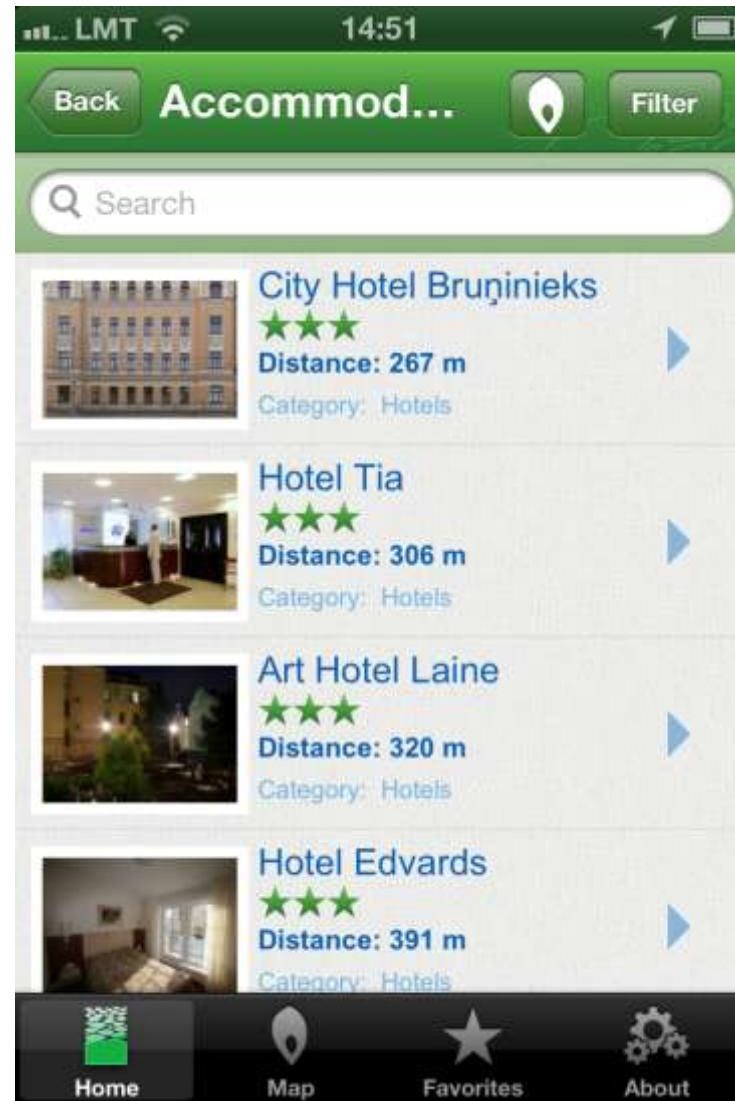 LMT 14:51
Back Accommod... Filter
Search
City Hotel Bruņinieks
Distance: 267 m
Category: Hotels
Hotel Tia
Distance: 306 m
Category: Hotels
Art Hotel Laine
Distance: 320 m
Category: Hotels
Hotel Edvards
Distance: 391 m
Category: Hotels
Home Map Favorites About